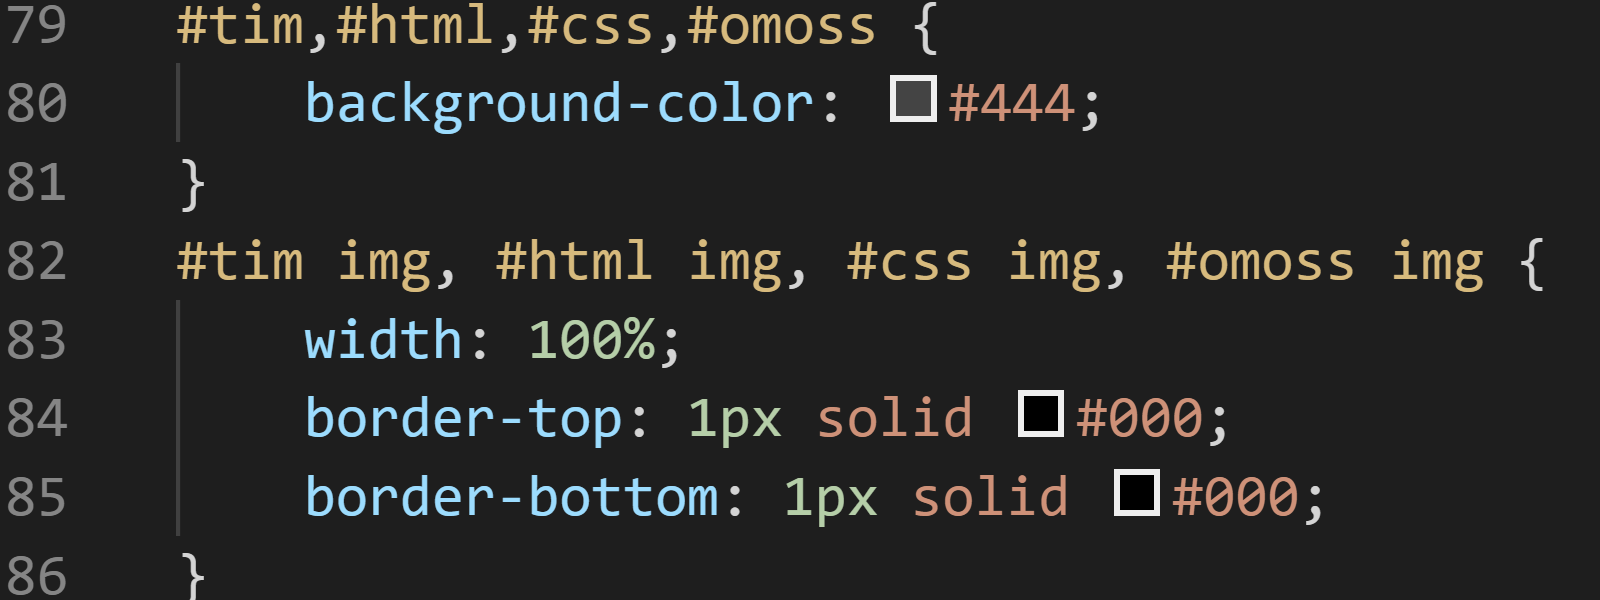 79 #tim,#html,#css,#omoss {
80 background-color: #444;
81 }
82 #tim img, #html img, #css img, #omoss img {
83 width: 100%;
84 border-top: 1px solid #000;
85 border-bottom: 1px solid #000;
86 }